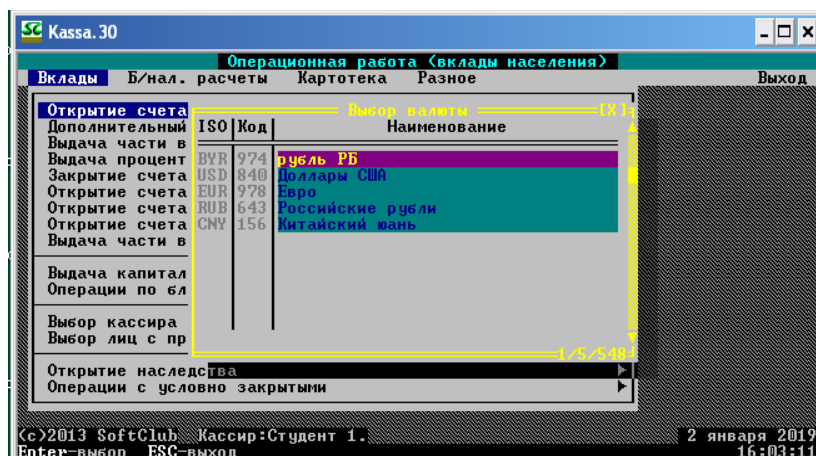 SC Kassa.30
Операционная работа (вклады населения)
Вклады Б/нал. расчеты Картотека Разное Выход
Открытие счета
Дополнительный
Выдача части в
Выдача процент
Закрытие счета
Открытие счета
Открытие счета
Открытие счета
Выдача части в
Выдача капитал
Операции по бл
Выбор кассира
Выбор лиц с пр
Открытие наследства
Операции с условно закрытыми
Выбор валюты [X]
ISO Код Наименование
BYR 974 рубль РБ
USD 840 Доллары США
EUR 978 Евро
RUB 643 Российские рубли
CNY 156 Китайский юань
1/5/548
(c)2013 SoftClub Кассир:Студент 1. 2 января 2019
Enter-выбор ESC-выход 16:03:11